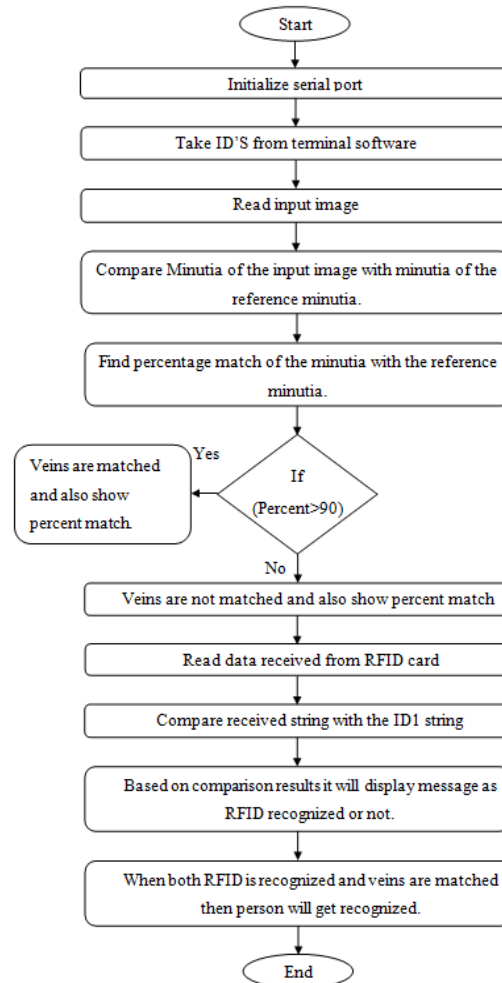 Start
Initialize serial port
Take ID’S from terminal software
Read input image
Compare Minutia of the input image with minutia of the
reference minutia.
Find percentage match of the minutia with the reference
minutia.
Yes
Veins are matched
and also show
percent match.
If
(Percent>90)
No
Veins are not matched and also show percent match
Read data received from RFID card
Compare received string with the ID1 string
Based on comparison results it will display message as
RFID recognized or not.
When both RFID is recognized and veins are matched
then person will get recognized.
End